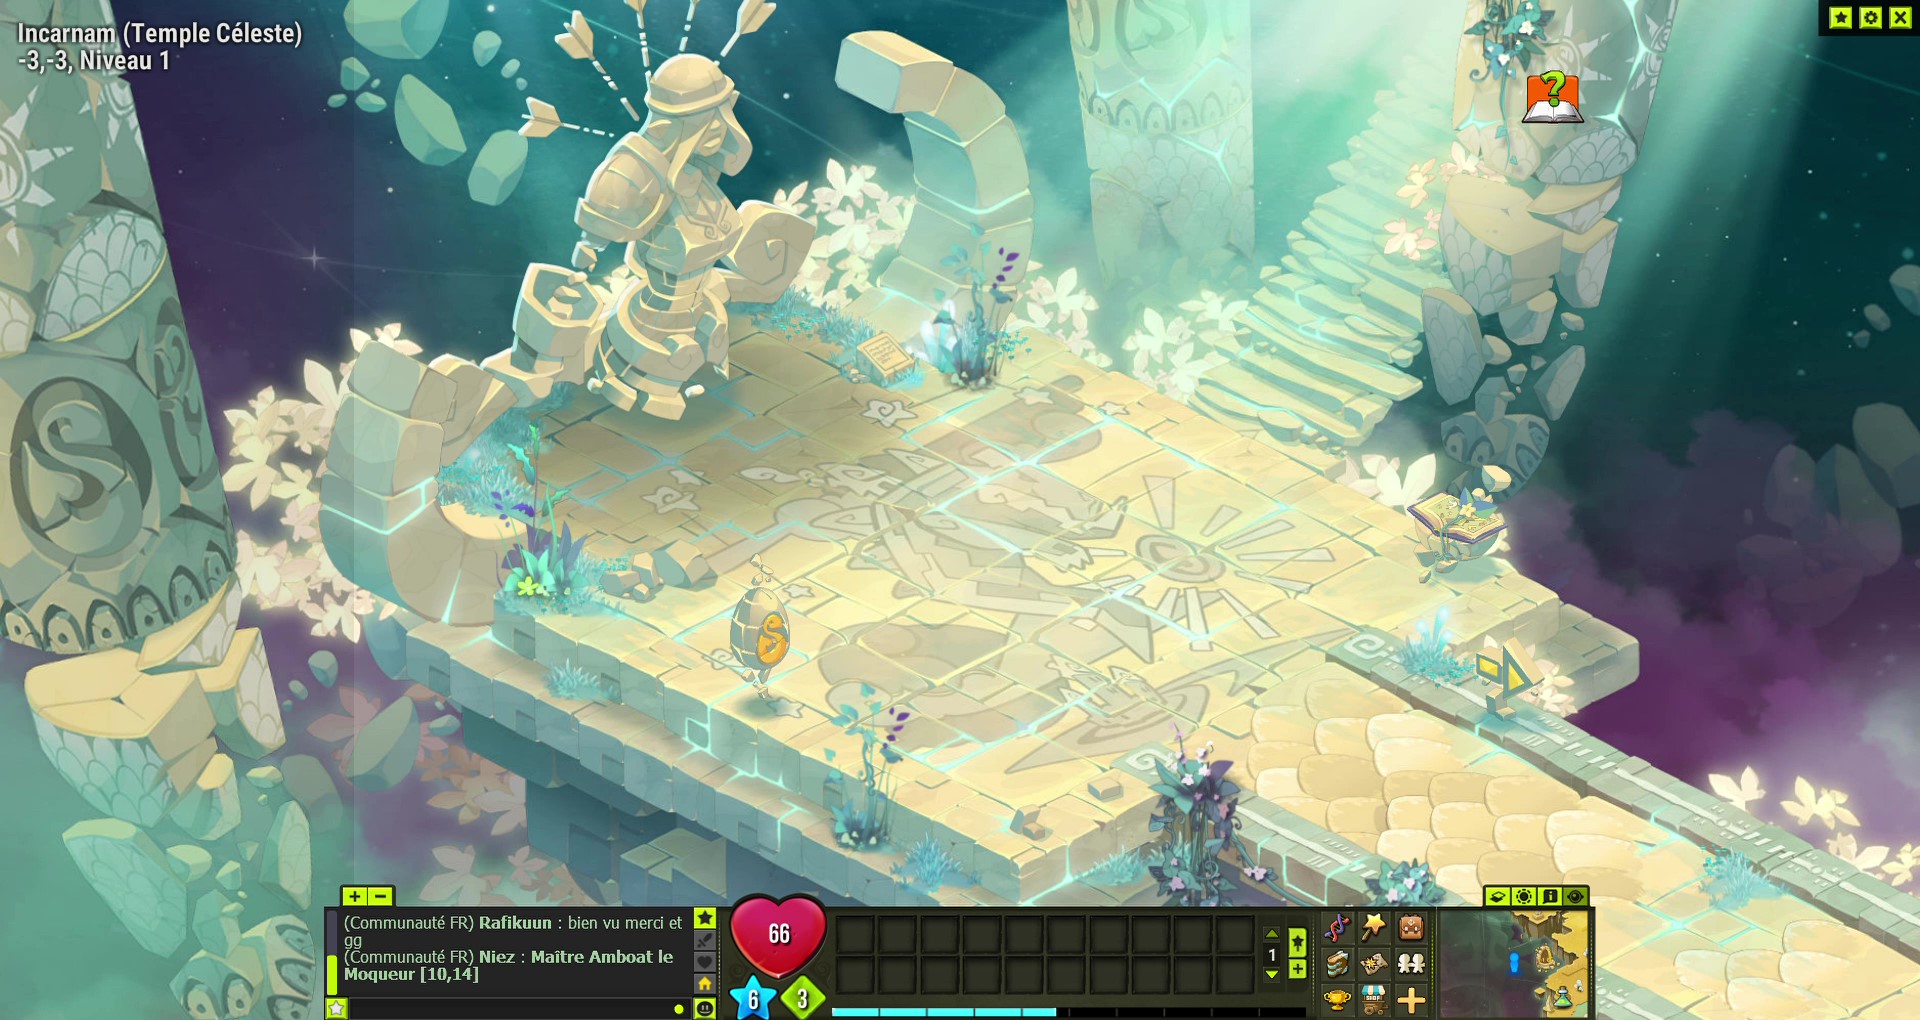 Incarnam (Temple Céleste)
-3,-3, Niveau 1
(Communauté FR) Rafikuun : bien vu merci et
gg
(Communauté FR) Niez : Maître Amboat le
Moqueur [10,14]
66
6
3
1
SHOP